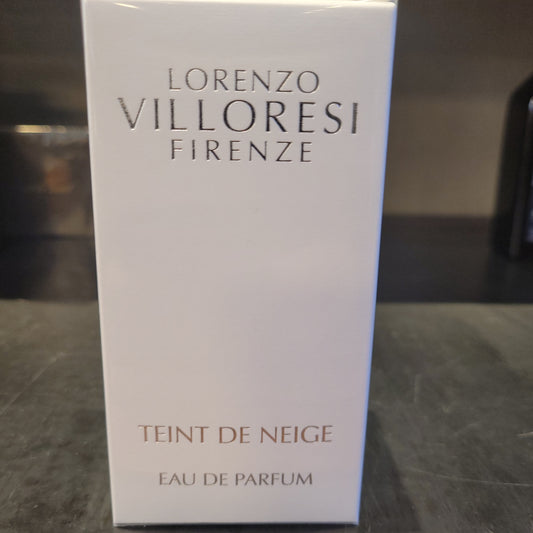 LORENZO
VILLORESI
FIRENZE
TEINT DE NEIGE
EAU DE PARFUM